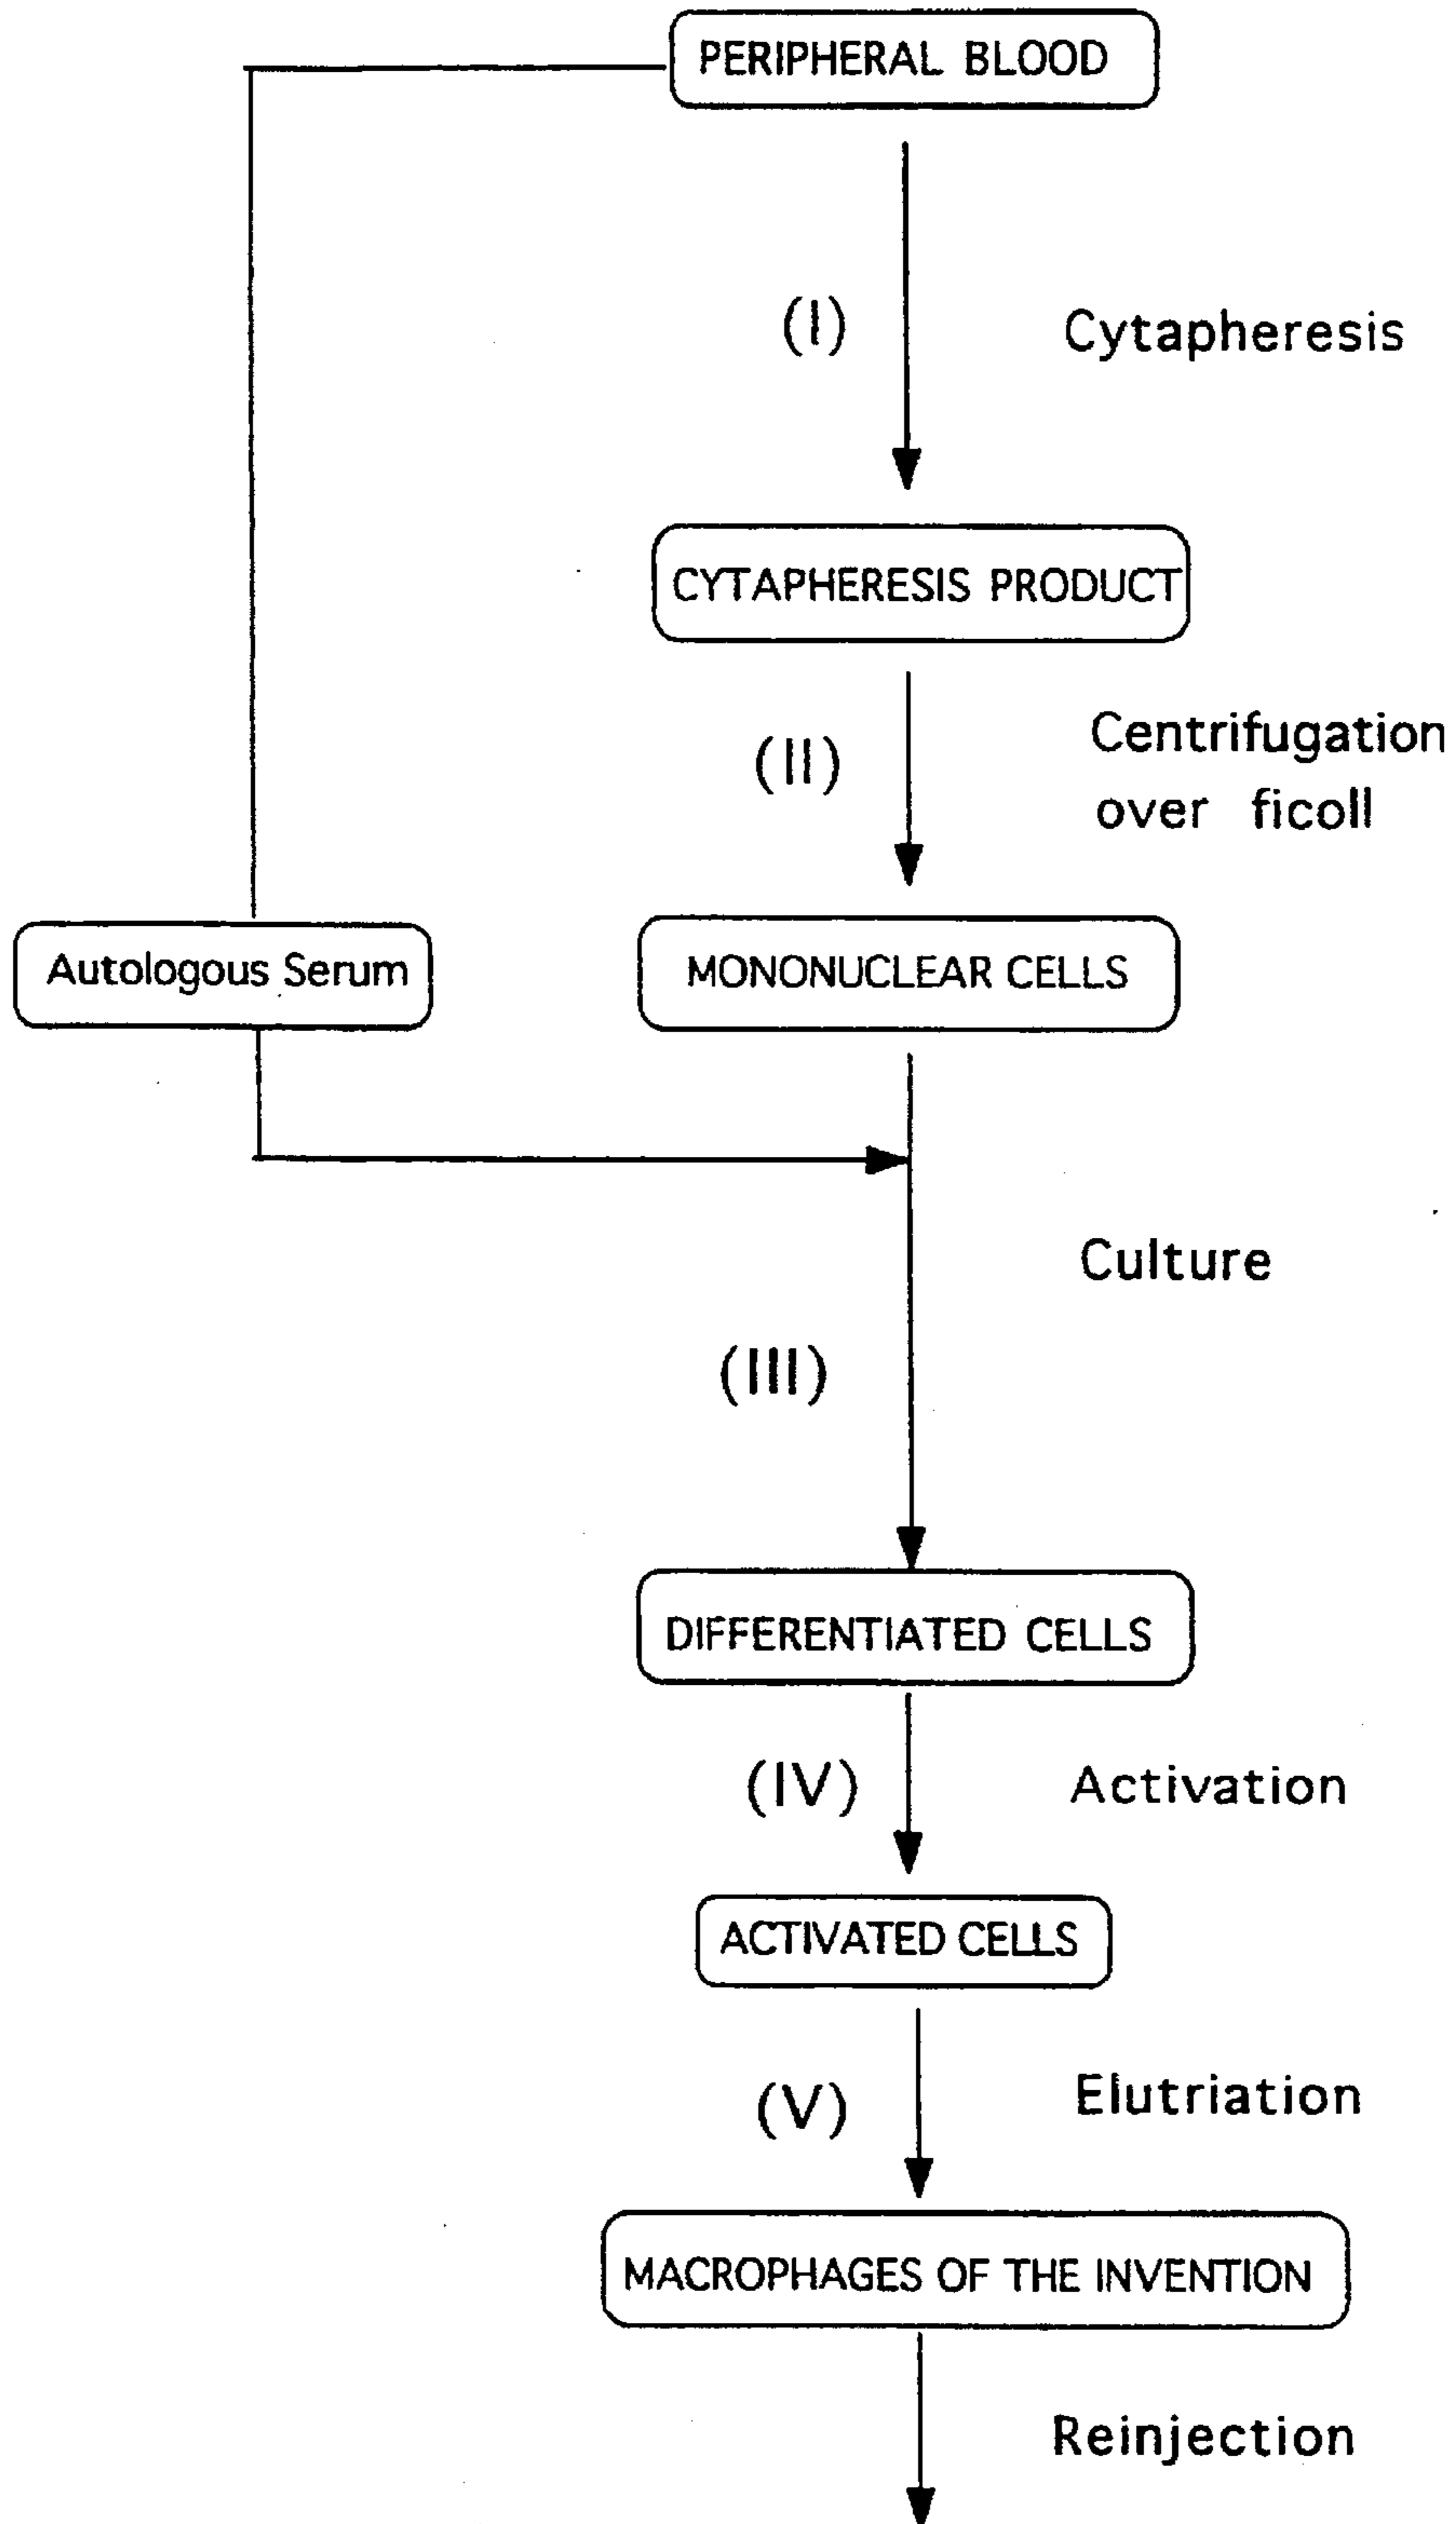 PERIPHERAL BLOOD
(I) Cytapheresis
CYTAPHERESIS PRODUCT
(II) Centrifugation
over ficoll
Autologous Serum
MONONUCLEAR CELLS
Culture
(III)
DIFFERENTIATED CELLS
(IV) Activation
ACTIVATED CELLS
(V) Elutriation
MACROPHAGES OF THE INVENTION
Reinjection